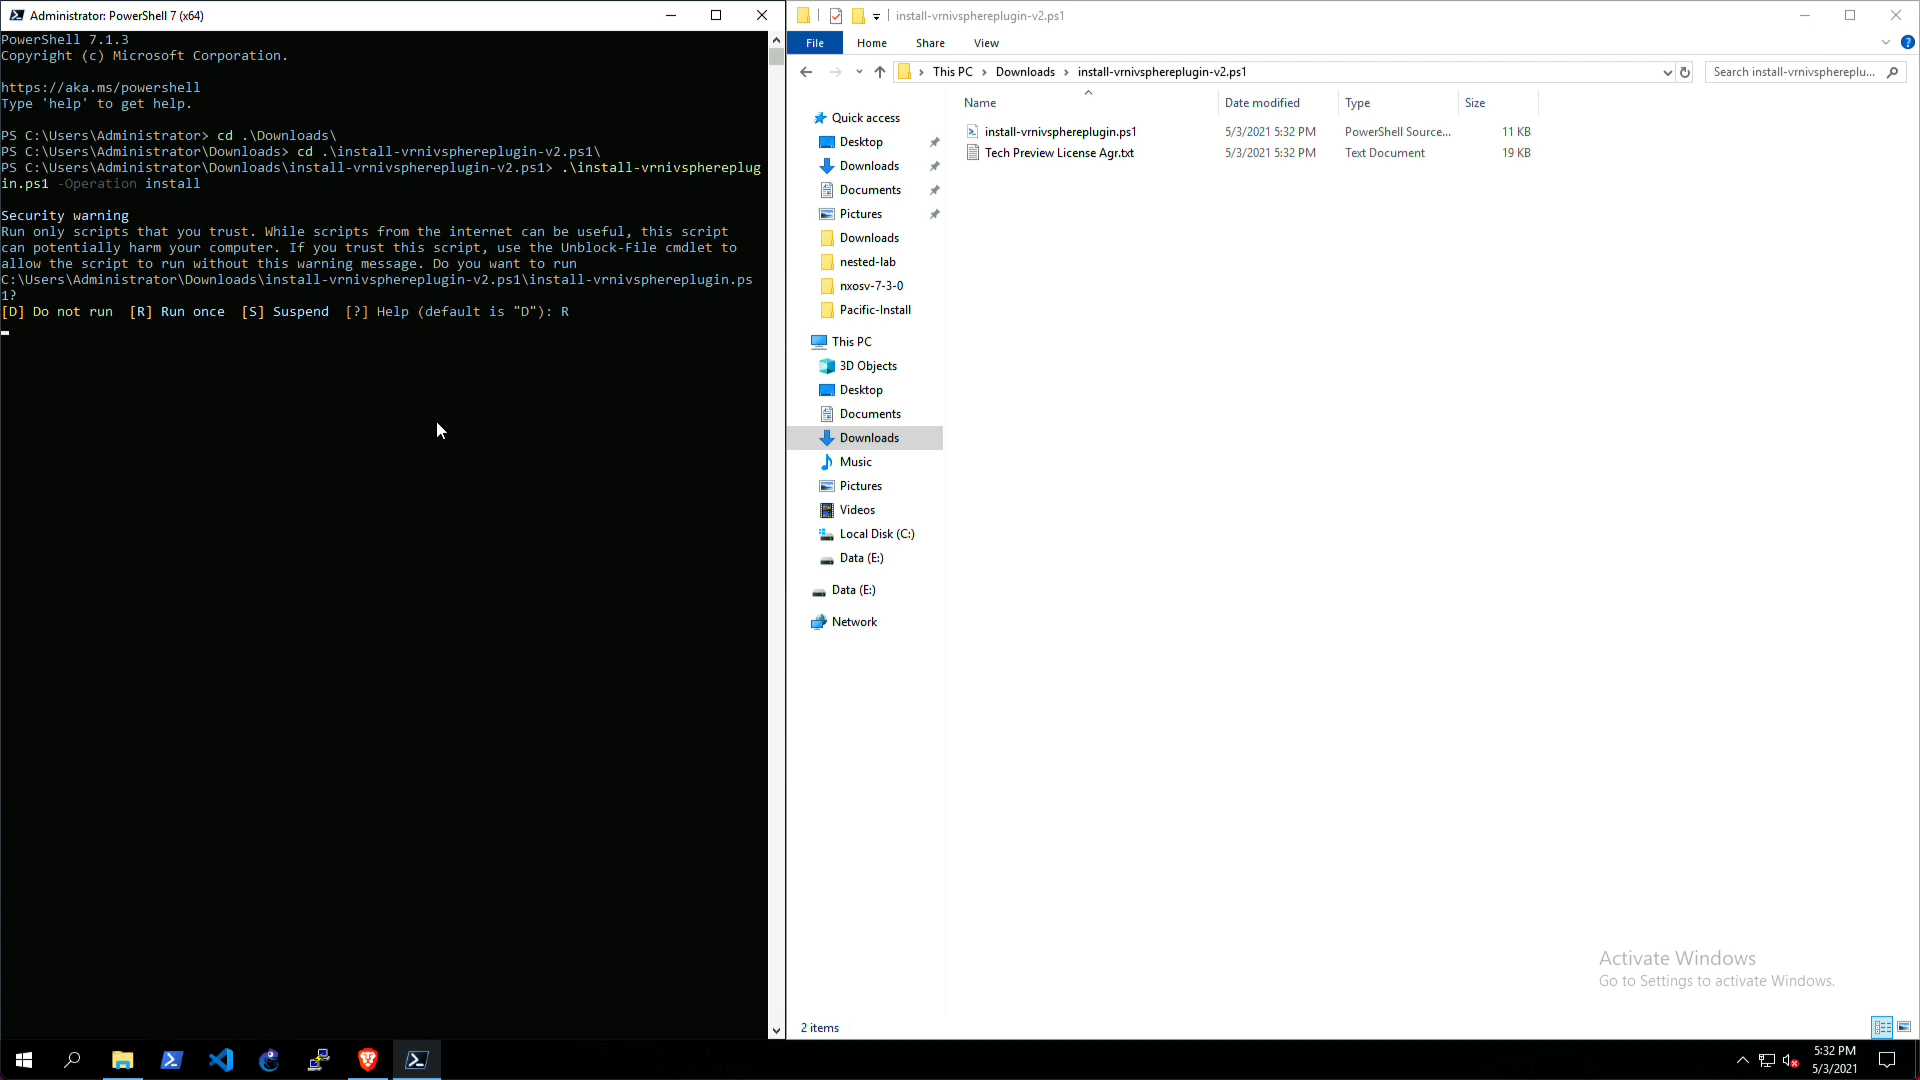 Administrator: PowerShell 7 (x64)
PowerShell 7.1.3
Copyright (c) Microsoft Corporation.
https://aka.ms/powershell
Type 'help' to get help.
PS C:\Users\Administrator> cd .\Downloads\
PS C:\Users\Administrator\Downloads> cd .\install-vrnivsphereplugin-v2.ps1\
PS C:\Users\Administrator\Downloads\install-vrnivsphereplugin-v2.ps1> .\install-vrnivsphereplug
in.ps1 -Operation install
Security warning
Run only scripts that you trust. While scripts from the internet can be useful, this script
can potentially harm your computer. If you trust this script, use the Unblock-File cmdlet to
allow the script to run without this warning message. Do you want to run
C:\Users\Administrator\Downloads\install-vrnivsphereplugin-v2.ps1\install-vrnivsphereplugin.ps
1?
[D] Do not run  [R] Run once  [S] Suspend  [?] Help (default is "D"): R
install-vrnivsphereplugin-v2.ps1
File Home Share View
This PC > Downloads > install-vrnivsphereplugin-v2.ps1
Search install-vrnivsphereplu...
Name Date modified Type Size
install-vrnivsphereplugin.ps1 5/3/2021 5:32 PM PowerShell Source... 11 KB
Tech Preview License Agr.txt 5/3/2021 5:32 PM Text Document 19 KB
Quick access
Desktop
Downloads
Documents
Pictures
Downloads
nested-lab
nxosv-7-3-0
Pacific-Install
This PC
3D Objects
Desktop
Documents
Downloads
Music
Pictures
Videos
Local Disk (C:)
Data (E:)
Data (E:)
Network
Activate Windows
Go to Settings to activate Windows.
2 items
5:32 PM
5/3/2021